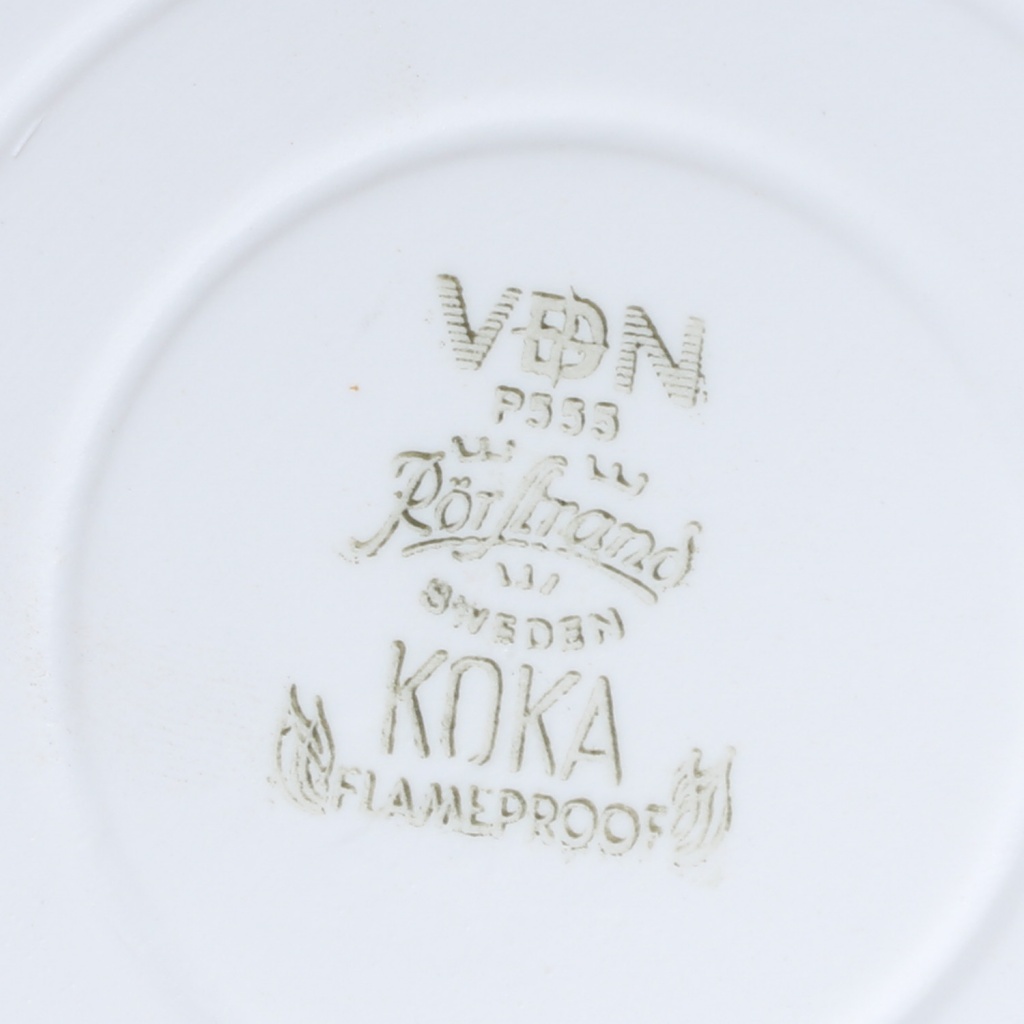 VDN
P555
Rörstrand
SWEDEN
KOKA
FLAMEPROOF